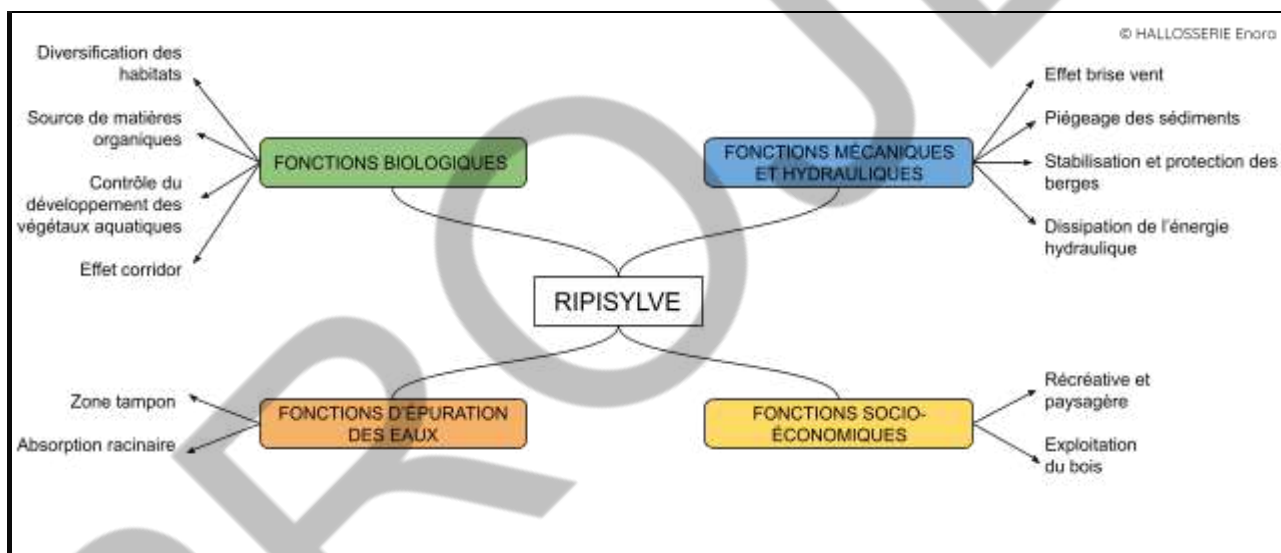 © HALLOSSERIE Enora
Diversification des
habitats
Source de matières
organiques
Contrôle du
développement des
végétaux aquatiques
Effet corridor
FONCTIONS BIOLOGIQUES
FONCTIONS MÉCANIQUES
ET HYDRAULIQUES
Effet brise vent
Piégeage des sédiments
Stabilisation et protection des
berges
Dissipation de l'énergie
hydraulique
RIPISYLVE
Zone tampon
Absorption racinaire
FONCTIONS D'ÉPURATION
DES EAUX
FONCTIONS SOCIO-
ÉCONOMIQUES
Récréative et
paysagère
Exploitation
du bois